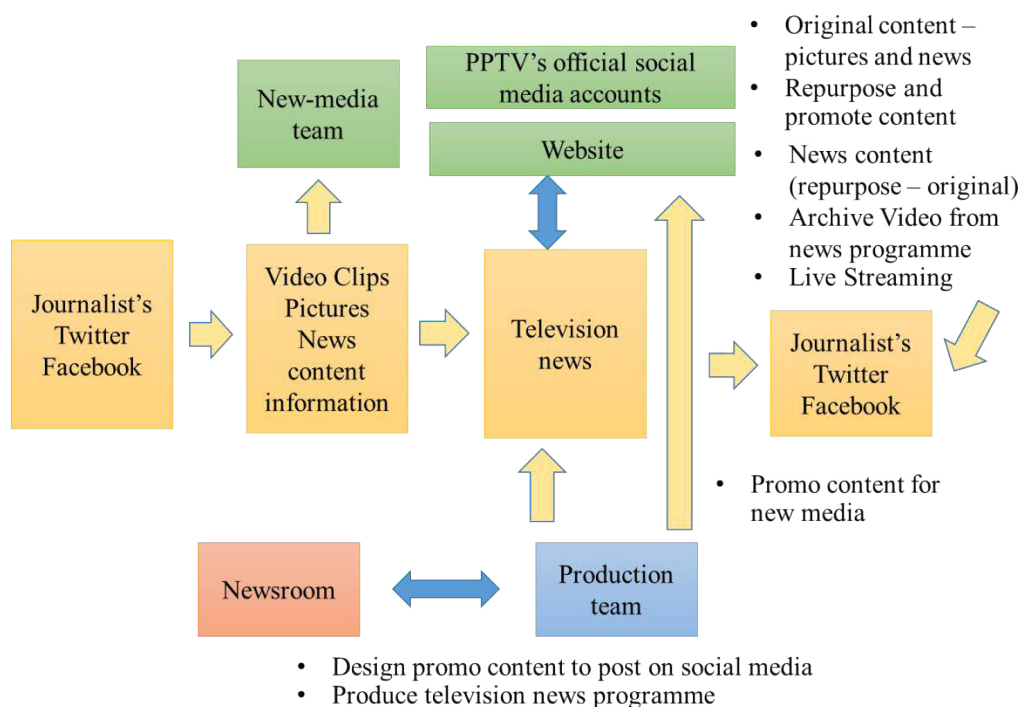 New-media
team
PPTV’s official social
media accounts
Website
• Original content –
pictures and news
• Repurpose and
promote content
• News content
(repurpose – original)
• Archive Video from
news programme
• Live Streaming
Journalist’s
Twitter
Facebook
Video Clips
Pictures
News
content
information
Television
news
Journalist’s
Twitter
Facebook
• Promo content for
new media
Newsroom
Production
team
• Design promo content to post on social media
• Produce television news programme